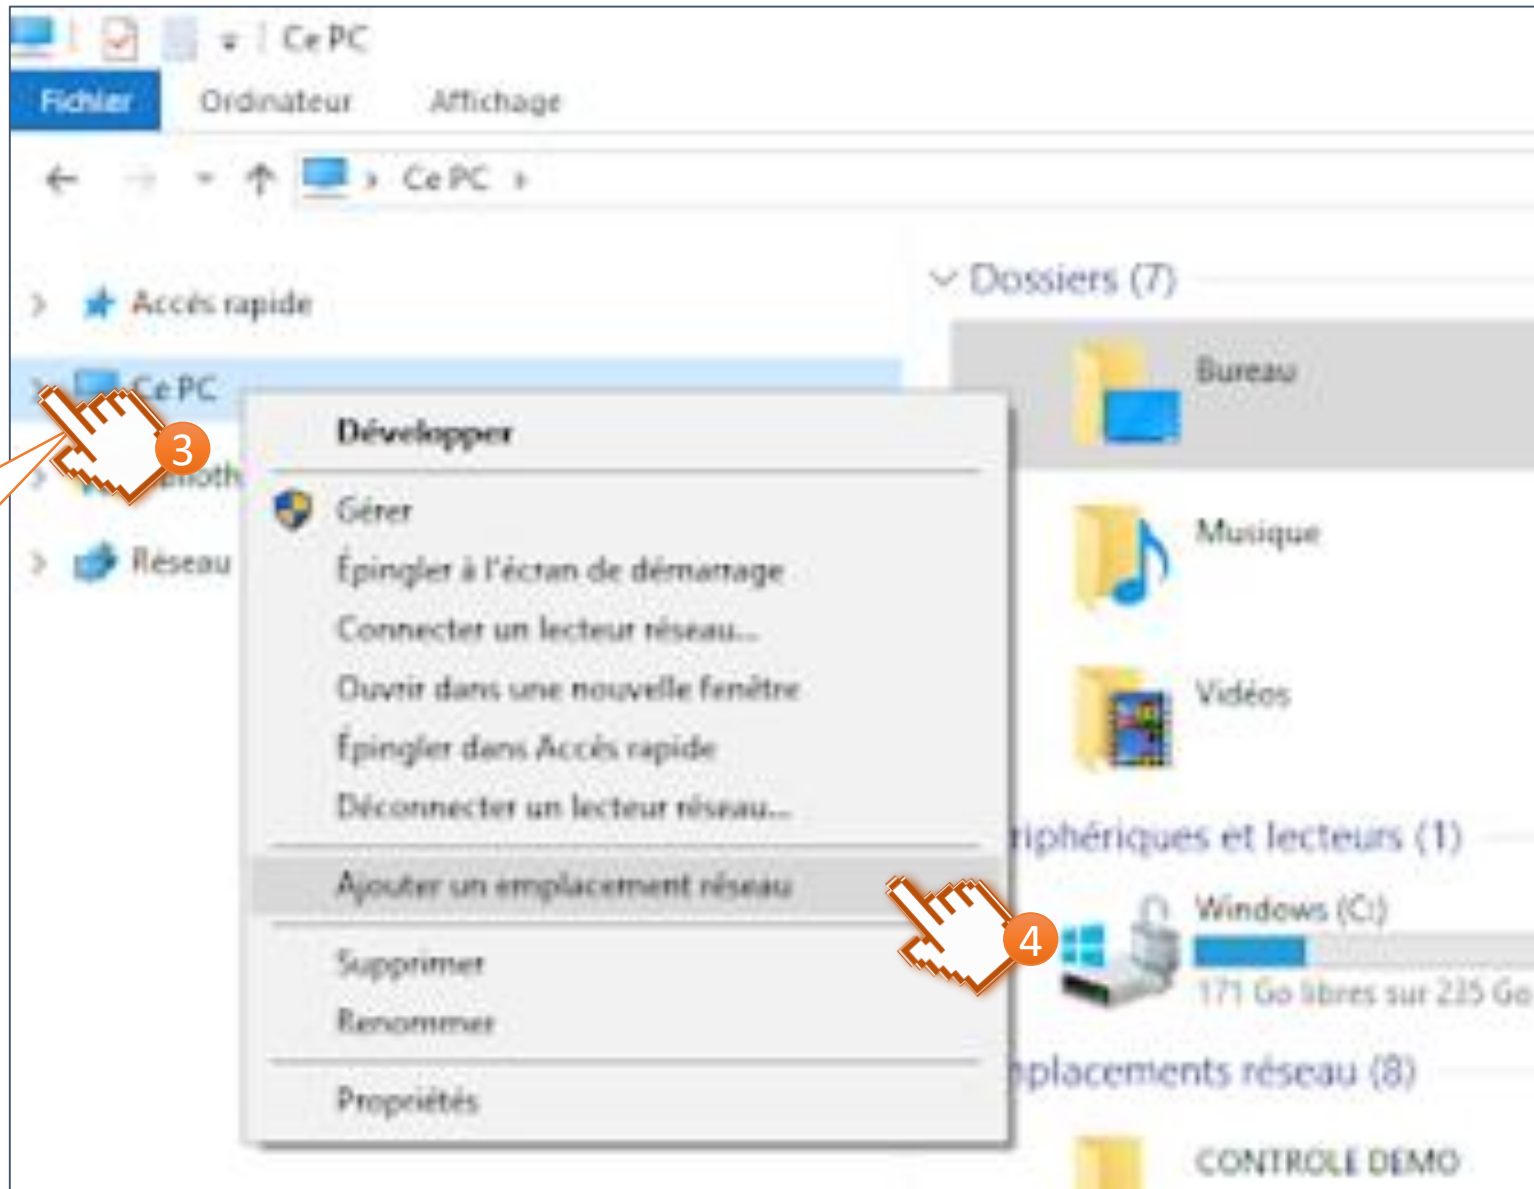 Ce PC
Fichier Ordinateur Affichage
Ce PC
Accès rapide
Ce PC
3
Réseau
Développer
Gérer
Épingler à l'écran de démarrage
Connecter un lecteur réseau...
Ouvrir dans une nouvelle fenêtre
Épingler dans Accès rapide
Déconnecter un lecteur réseau...
Ajouter un emplacement réseau
4
Supprimer
Renommer
Propriétés
Dossiers (7)
Bureau
Musique
Vidéos
riphériques et lecteurs (1)
Windows (C:)
171 Go libres sur 235 Go
placements réseau (8)
CONTROLE DEMO